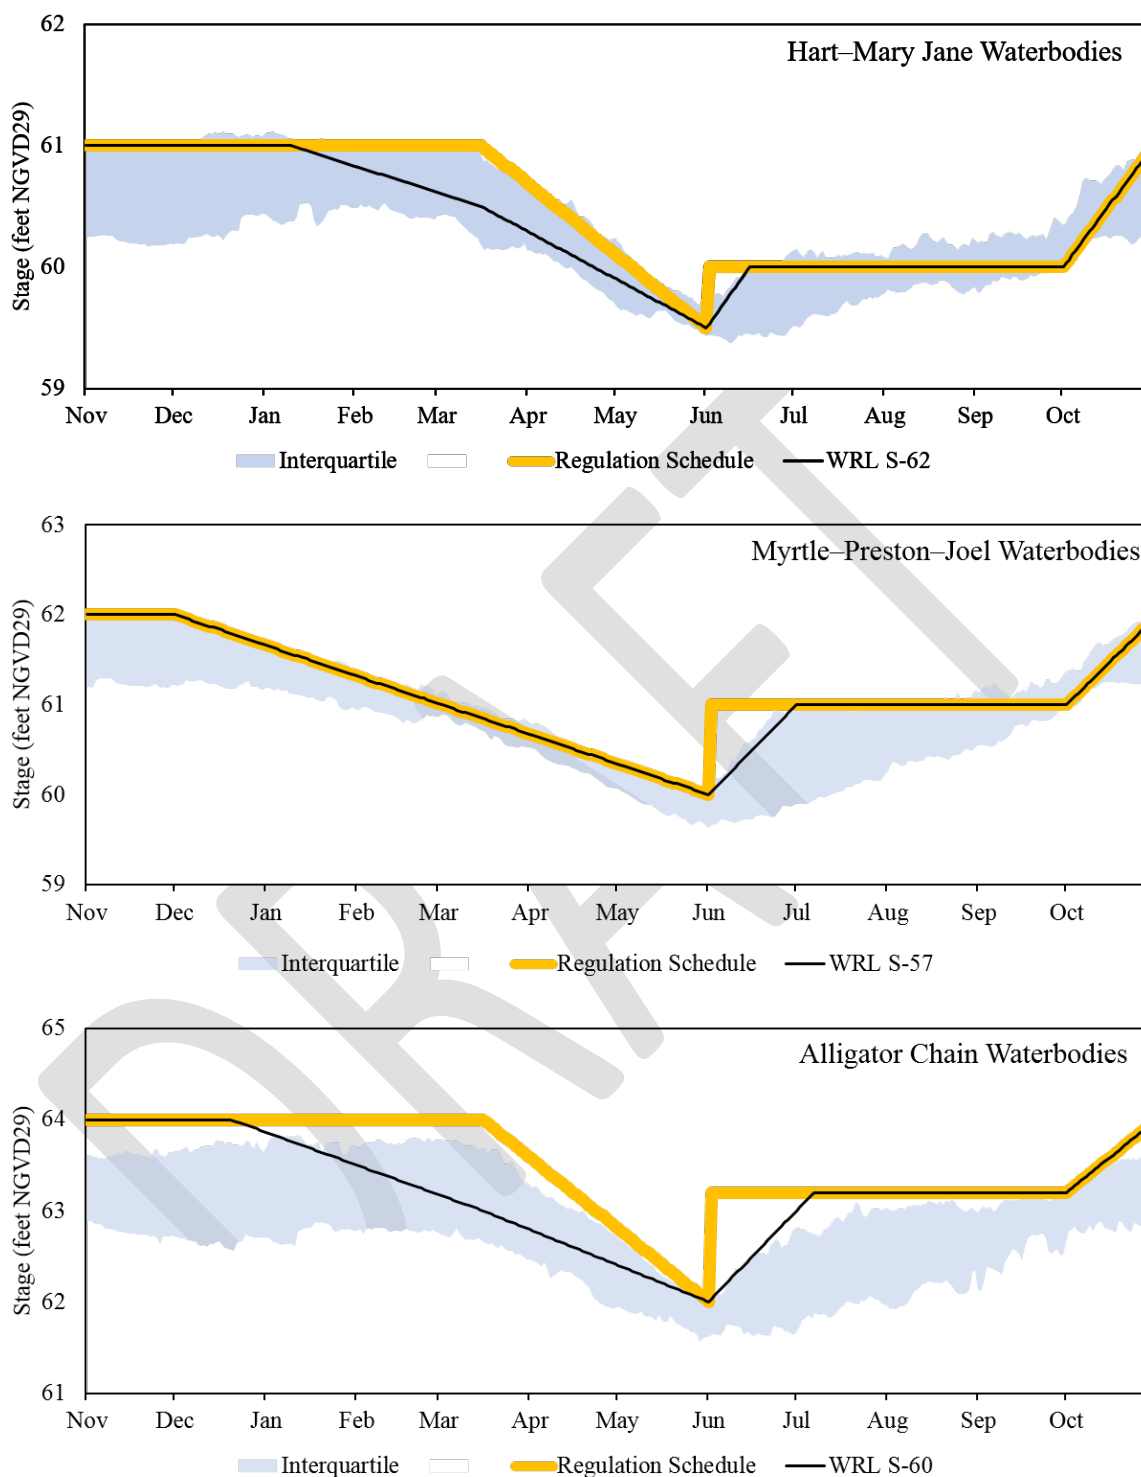 Hart–Mary Jane Waterbodies
Stage (feet NGVD29)
62
61
60
59
Nov Dec Jan Feb Mar Apr May Jun Jul Aug Sep Oct
Interquartile Regulation Schedule WRL S-62
Myrtle–Preston–Joel Waterbodies
Stage (feet NGVD29)
63
62
61
60
59
Nov Dec Jan Feb Mar Apr May Jun Jul Aug Sep Oct
Interquartile Regulation Schedule WRL S-57
Alligator Chain Waterbodies
Stage (feet NGVD29)
65
64
63
62
61
Nov Dec Jan Feb Mar Apr May Jun Jul Aug Sep Oct
Interquartile Regulation Schedule WRL S-60
DRAFT